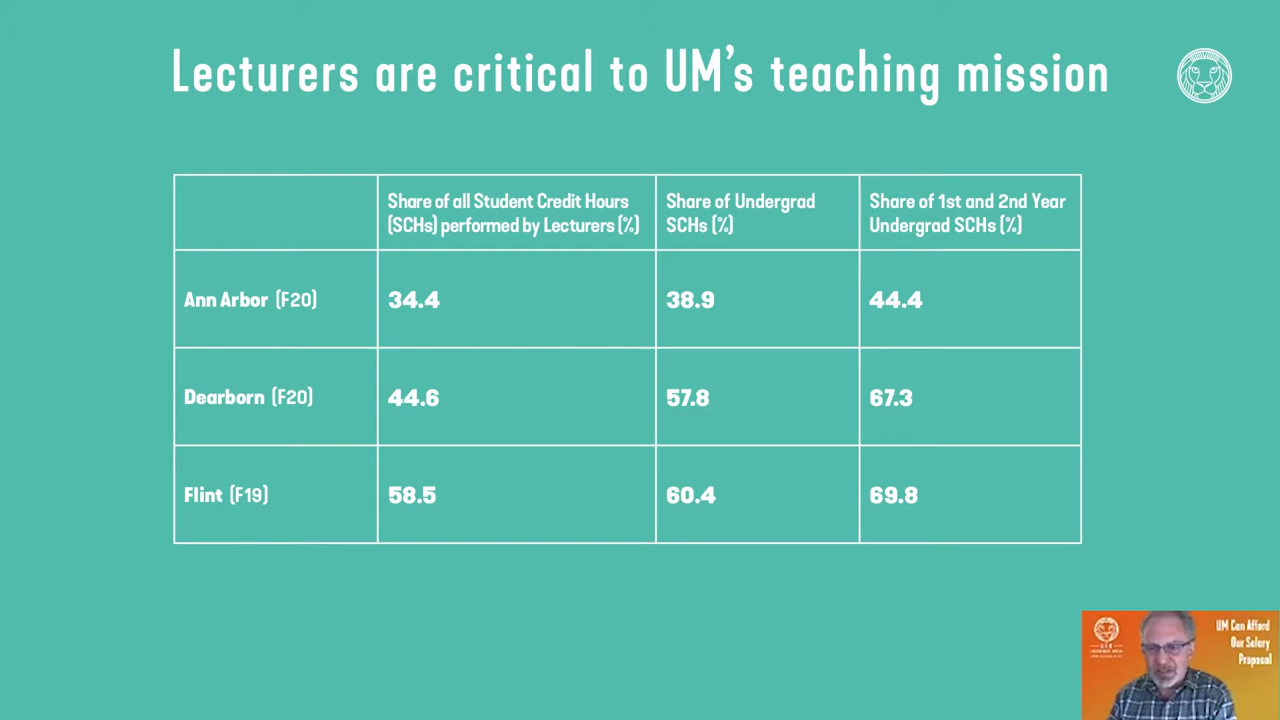 Lecturers are critical to UM's teaching mission
Share of all Student Credit Hours
(SCHs) performed by Lecturers (%)
Share of Undergrad
SCHs (%)
Share of 1st and 2nd Year
Undergrad SCHs (%)
Ann Arbor (F20)
34.4
38.9
44.4
Dearborn (F20)
44.6
57.8
67.3
Flint (F19)
58.5
60.4
69.8
UM Can Afford
Our Salary
Proposal